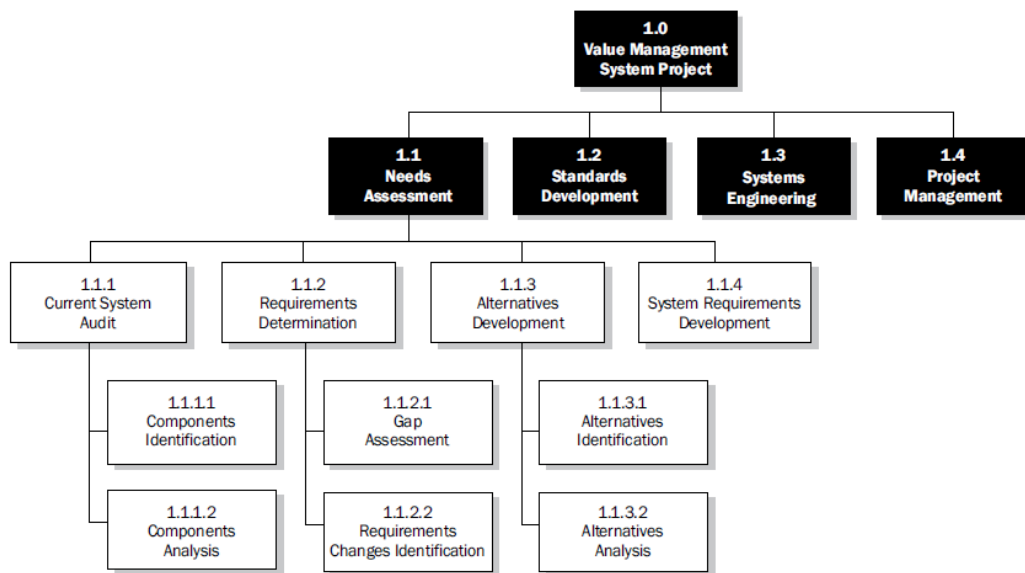 1.0
Value Management
System Project
1.1
Needs
Assessment
1.2
Standards
Development
1.3
Systems
Engineering
1.4
Project
Management
1.1.1
Current System
Audit
1.1.2
Requirements
Determination
1.1.3
Alternatives
Development
1.1.4
System Requirements
Development
1.1.1.1
Components
Identification
1.1.2.1
Gap
Assessment
1.1.3.1
Alternatives
Identification
1.1.1.2
Components
Analysis
1.1.2.2
Requirements
Changes Identification
1.1.3.2
Alternatives
Analysis